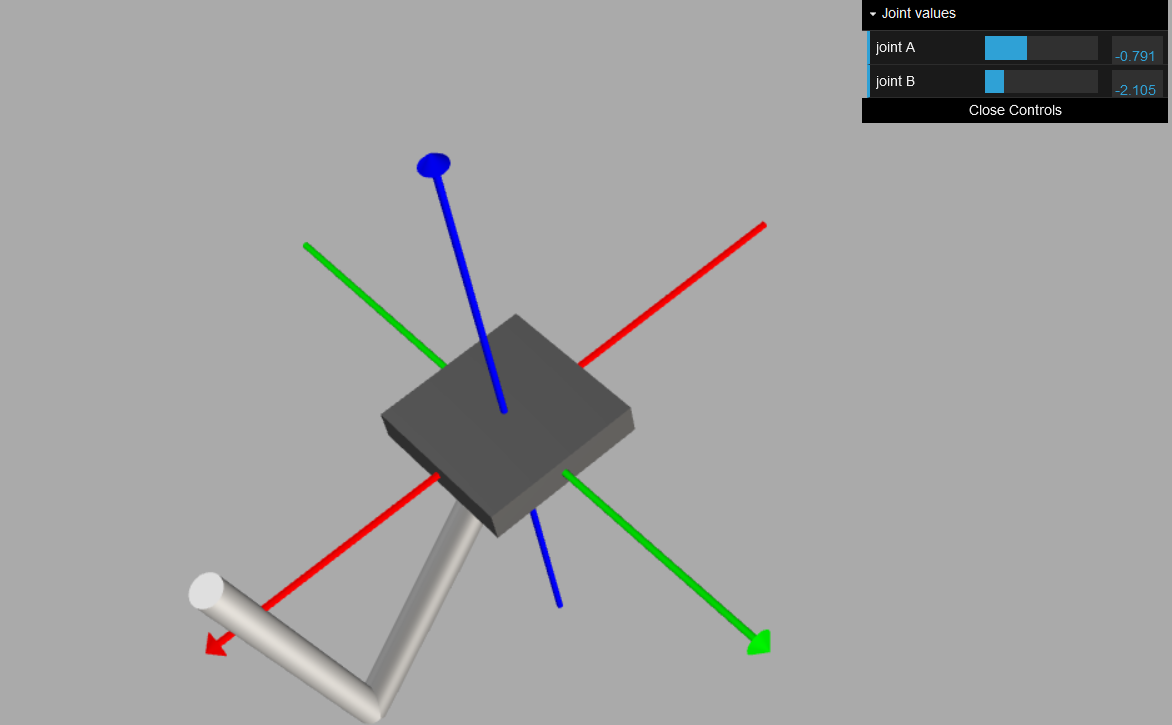 Joint values
joint A -0.791
joint B -2.105
Close Controls